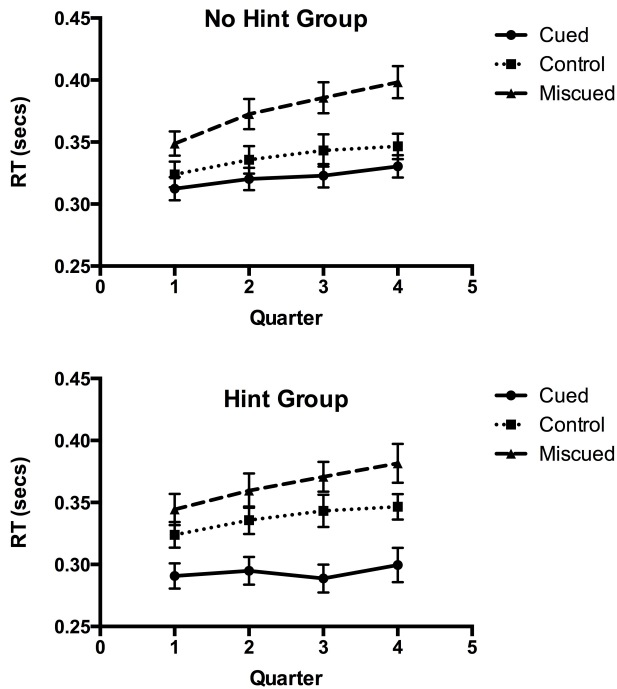 No Hint Group
0.45
0.40
0.35
0.30
0.25
RT (secs)
0 1 2 3 4 5
Quarter
Cued
Control
Miscued
Hint Group
0.45
0.40
0.35
0.30
0.25
RT (secs)
0 1 2 3 4 5
Quarter
Cued
Control
Miscued